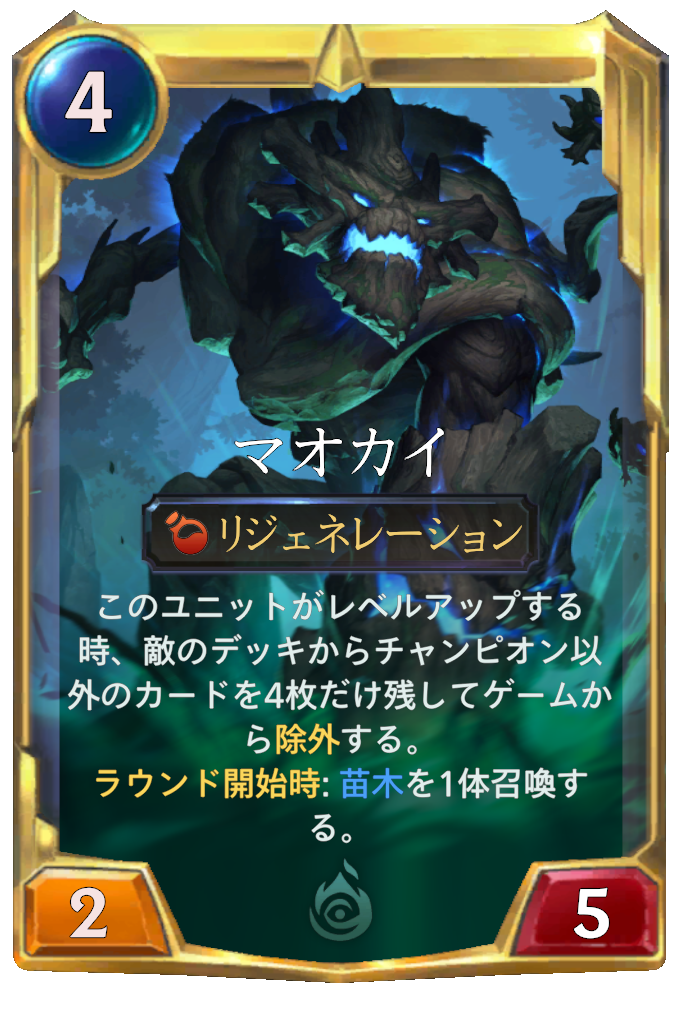 4
マオカイ
リジェネレーション
このユニットがレベルアップする
時、敵のデッキからチャンピオン以
外のカードを4枚だけ残してゲームか
ら除外する。
ラウンド開始時: 苗木を1体召喚す
る。
2
5